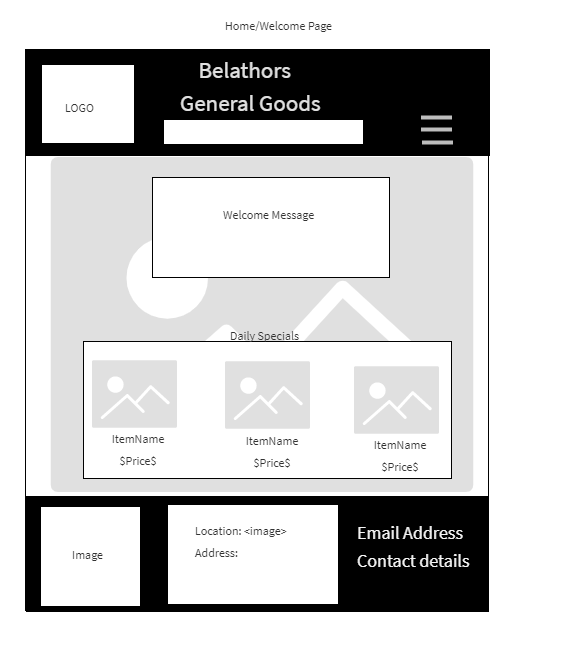 Home/Welcome Page
LOGO
Belathors
General Goods
Welcome Message
Daily Specials
ItemName
$Price$
ItemName
$Price$
ItemName
$Price$
Image
Location: <image>
Address:
Email Address
Contact details